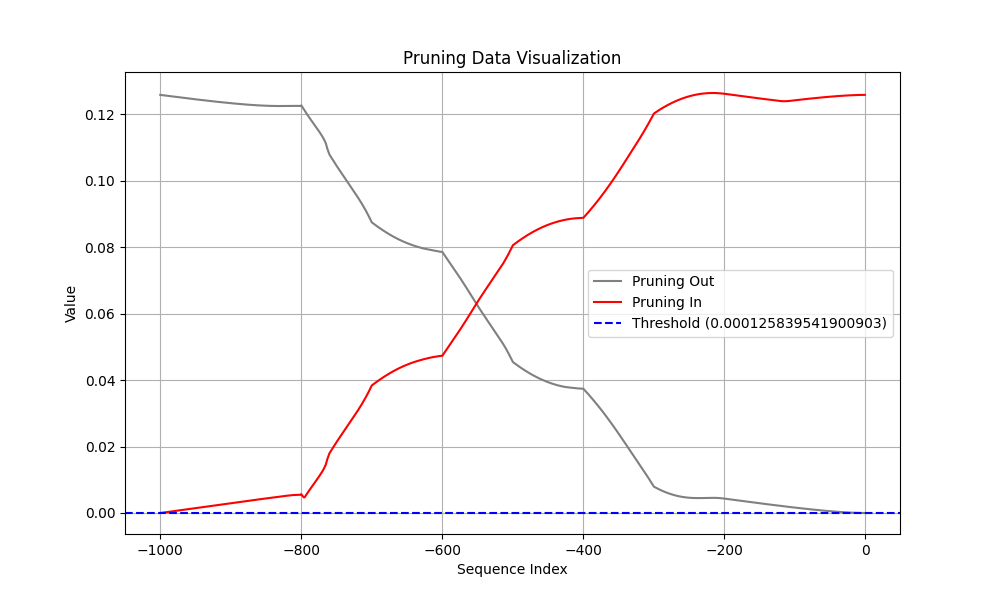 Pruning Data Visualization
Value
0.12
0.10
0.08
0.06
0.04
0.02
0.00
Pruning Out
Pruning In
Threshold (0.000125839541900903)
−1000
−800
−600
−400
−200
0
Sequence Index